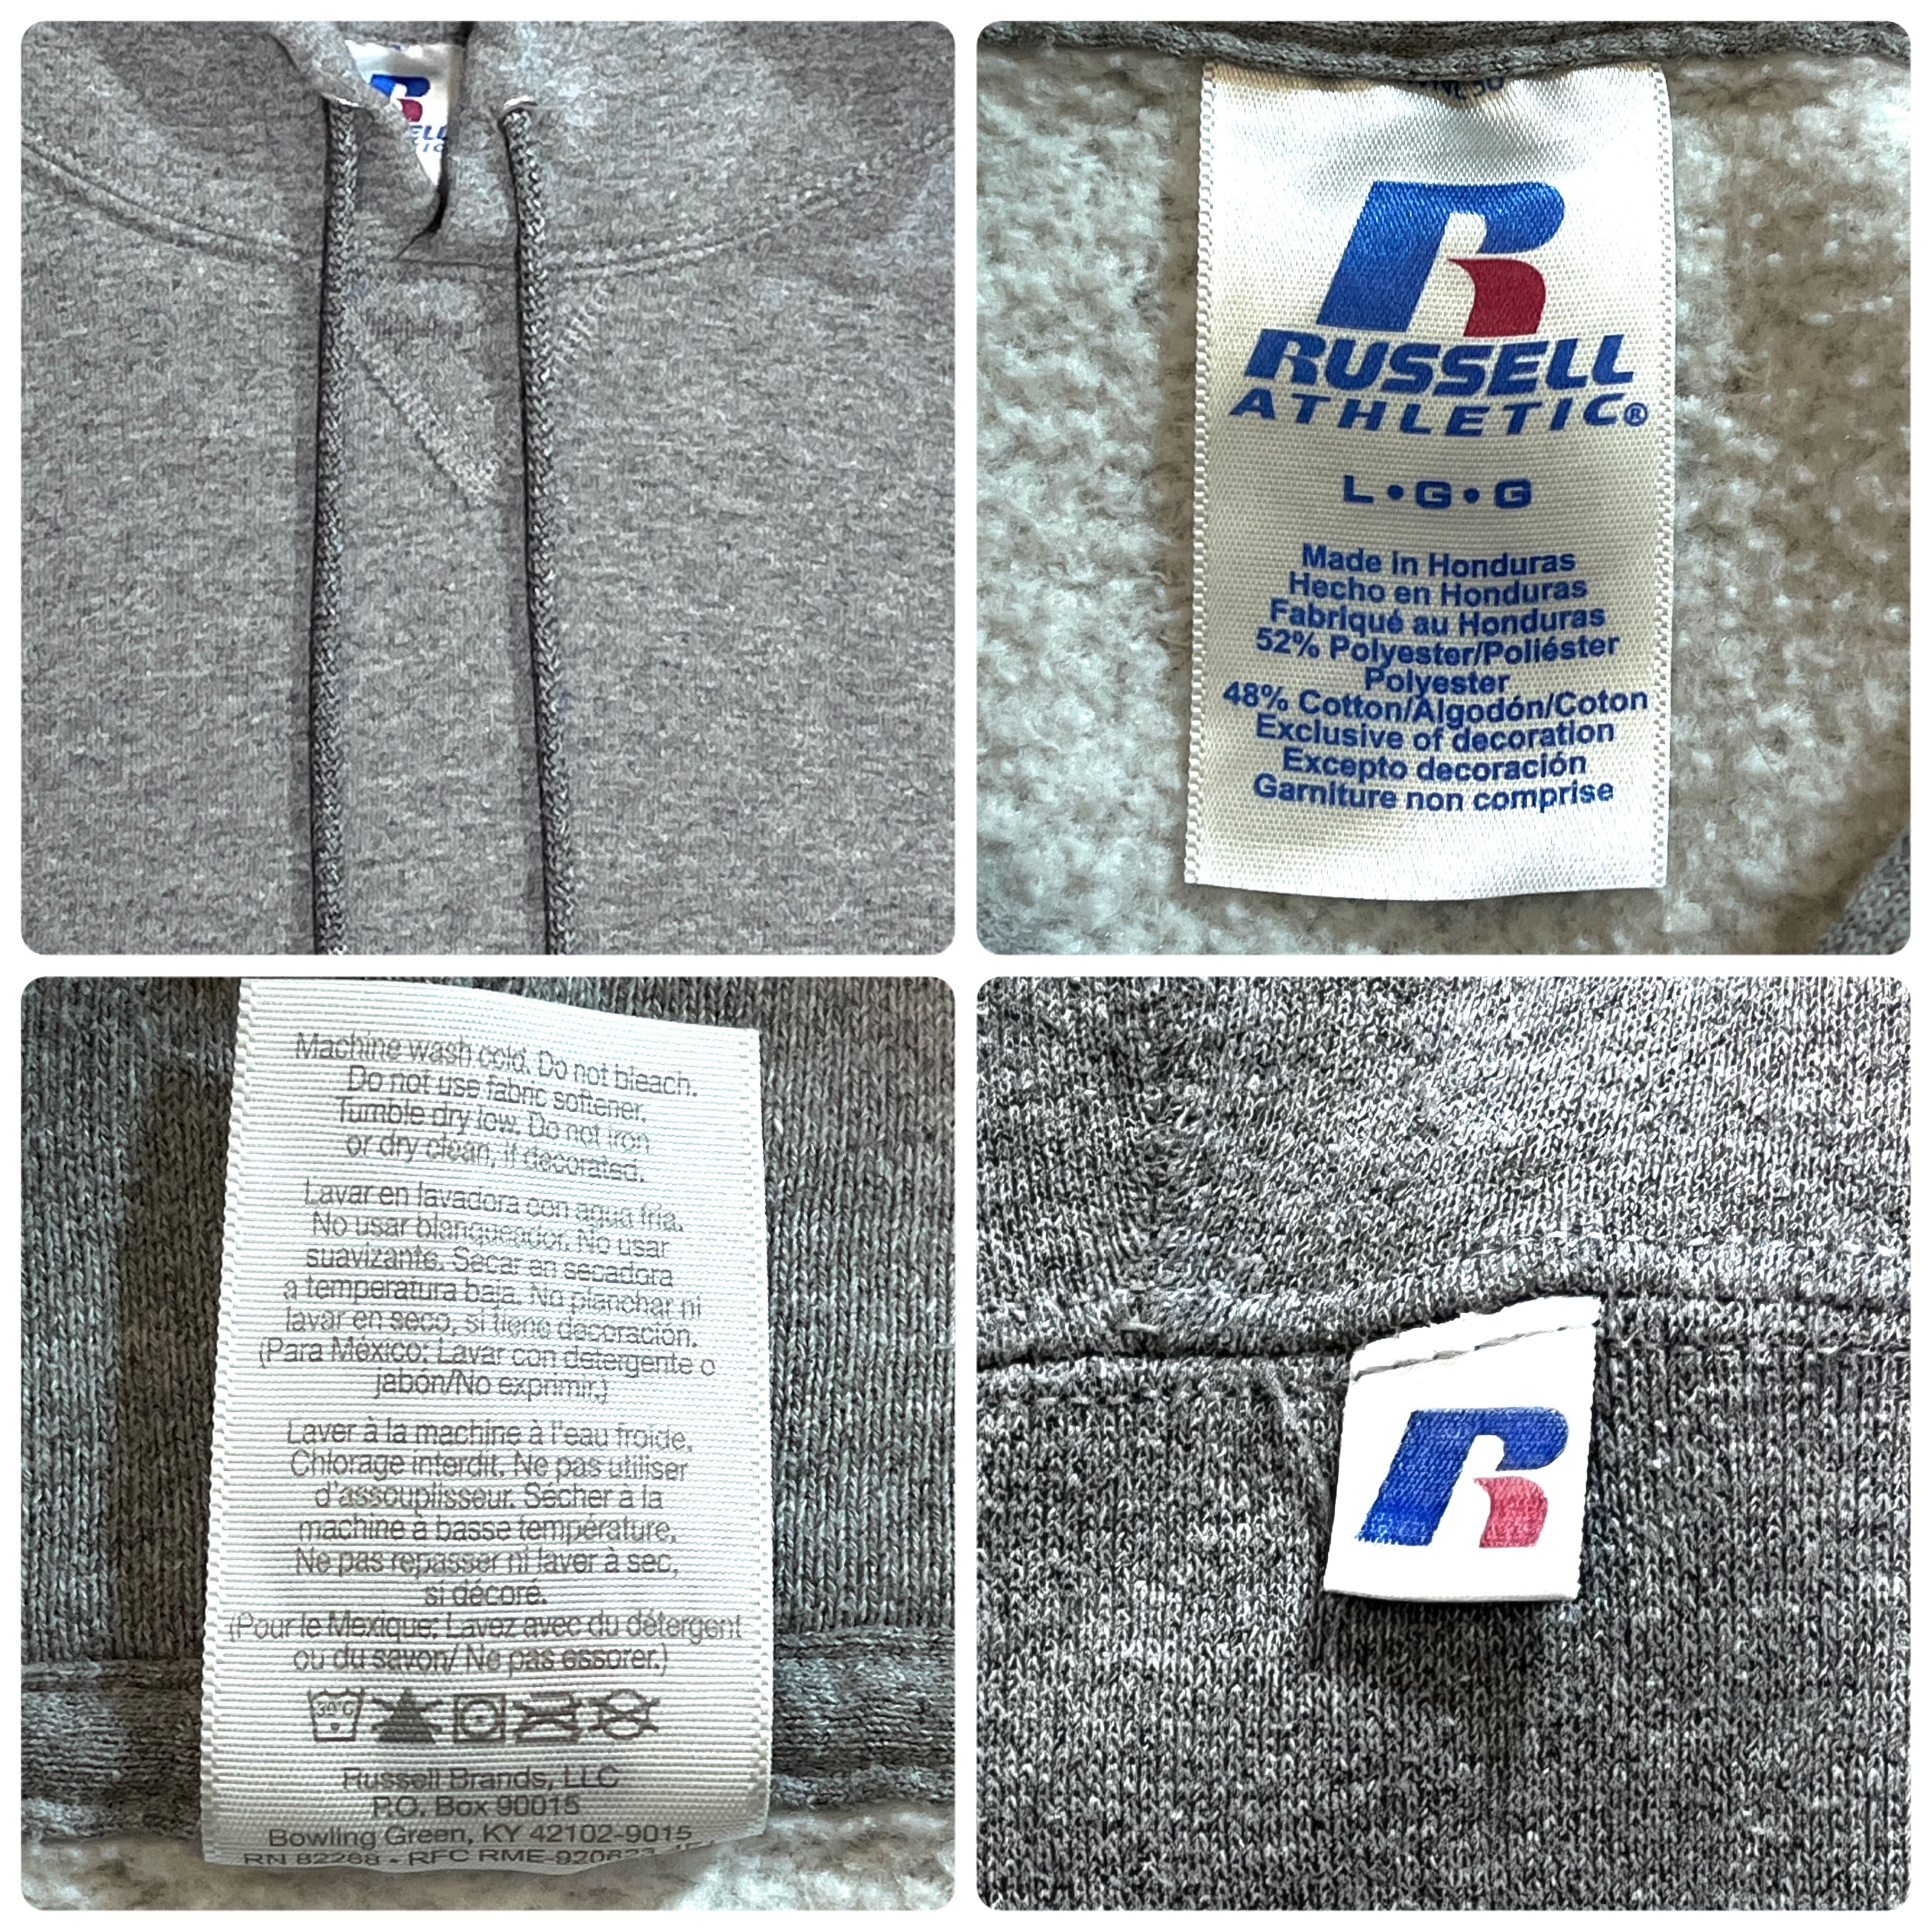 R
R
RUSSELL
ATHLETIC®
L•G•G
Made in Honduras
Hecho en Honduras
Fabriqué au Honduras
52% Polyester/Poliéster
Polyester
48% Cotton/Algodón/Coton
Exclusive of decoration
Excepto decoración
Garniture non comprise
Machine wash cold. Do not bleach.
Do not use fabric softener.
Tumble dry low. Do not iron
or dry clean, if decorated.
Lavar en lavadora con agua fria.
No usar blanqueador. No usar
suavizante. Secar en secadora
a temperatura baja. No planchar ni
lavar en seco, si tiene decoración.
(Para México: Lavar con detergente o
jabón/No exprimir.)
Laver à la machine à l'eau froide.
Chlorage interdit. Ne pas utiliser
d'assouplisseur. Sécher à la
machine à basse température.
Ne pas repasser ni laver à sec,
si décoré.
(Pour le Mexique: Lavez avec du détergent
ou du savon/ Ne pas essorer.)
30°C
Russell Brands, LLC
P.O. Box 90015
Bowling Green, KY 42102-9015
RN 82268 - RFC
R